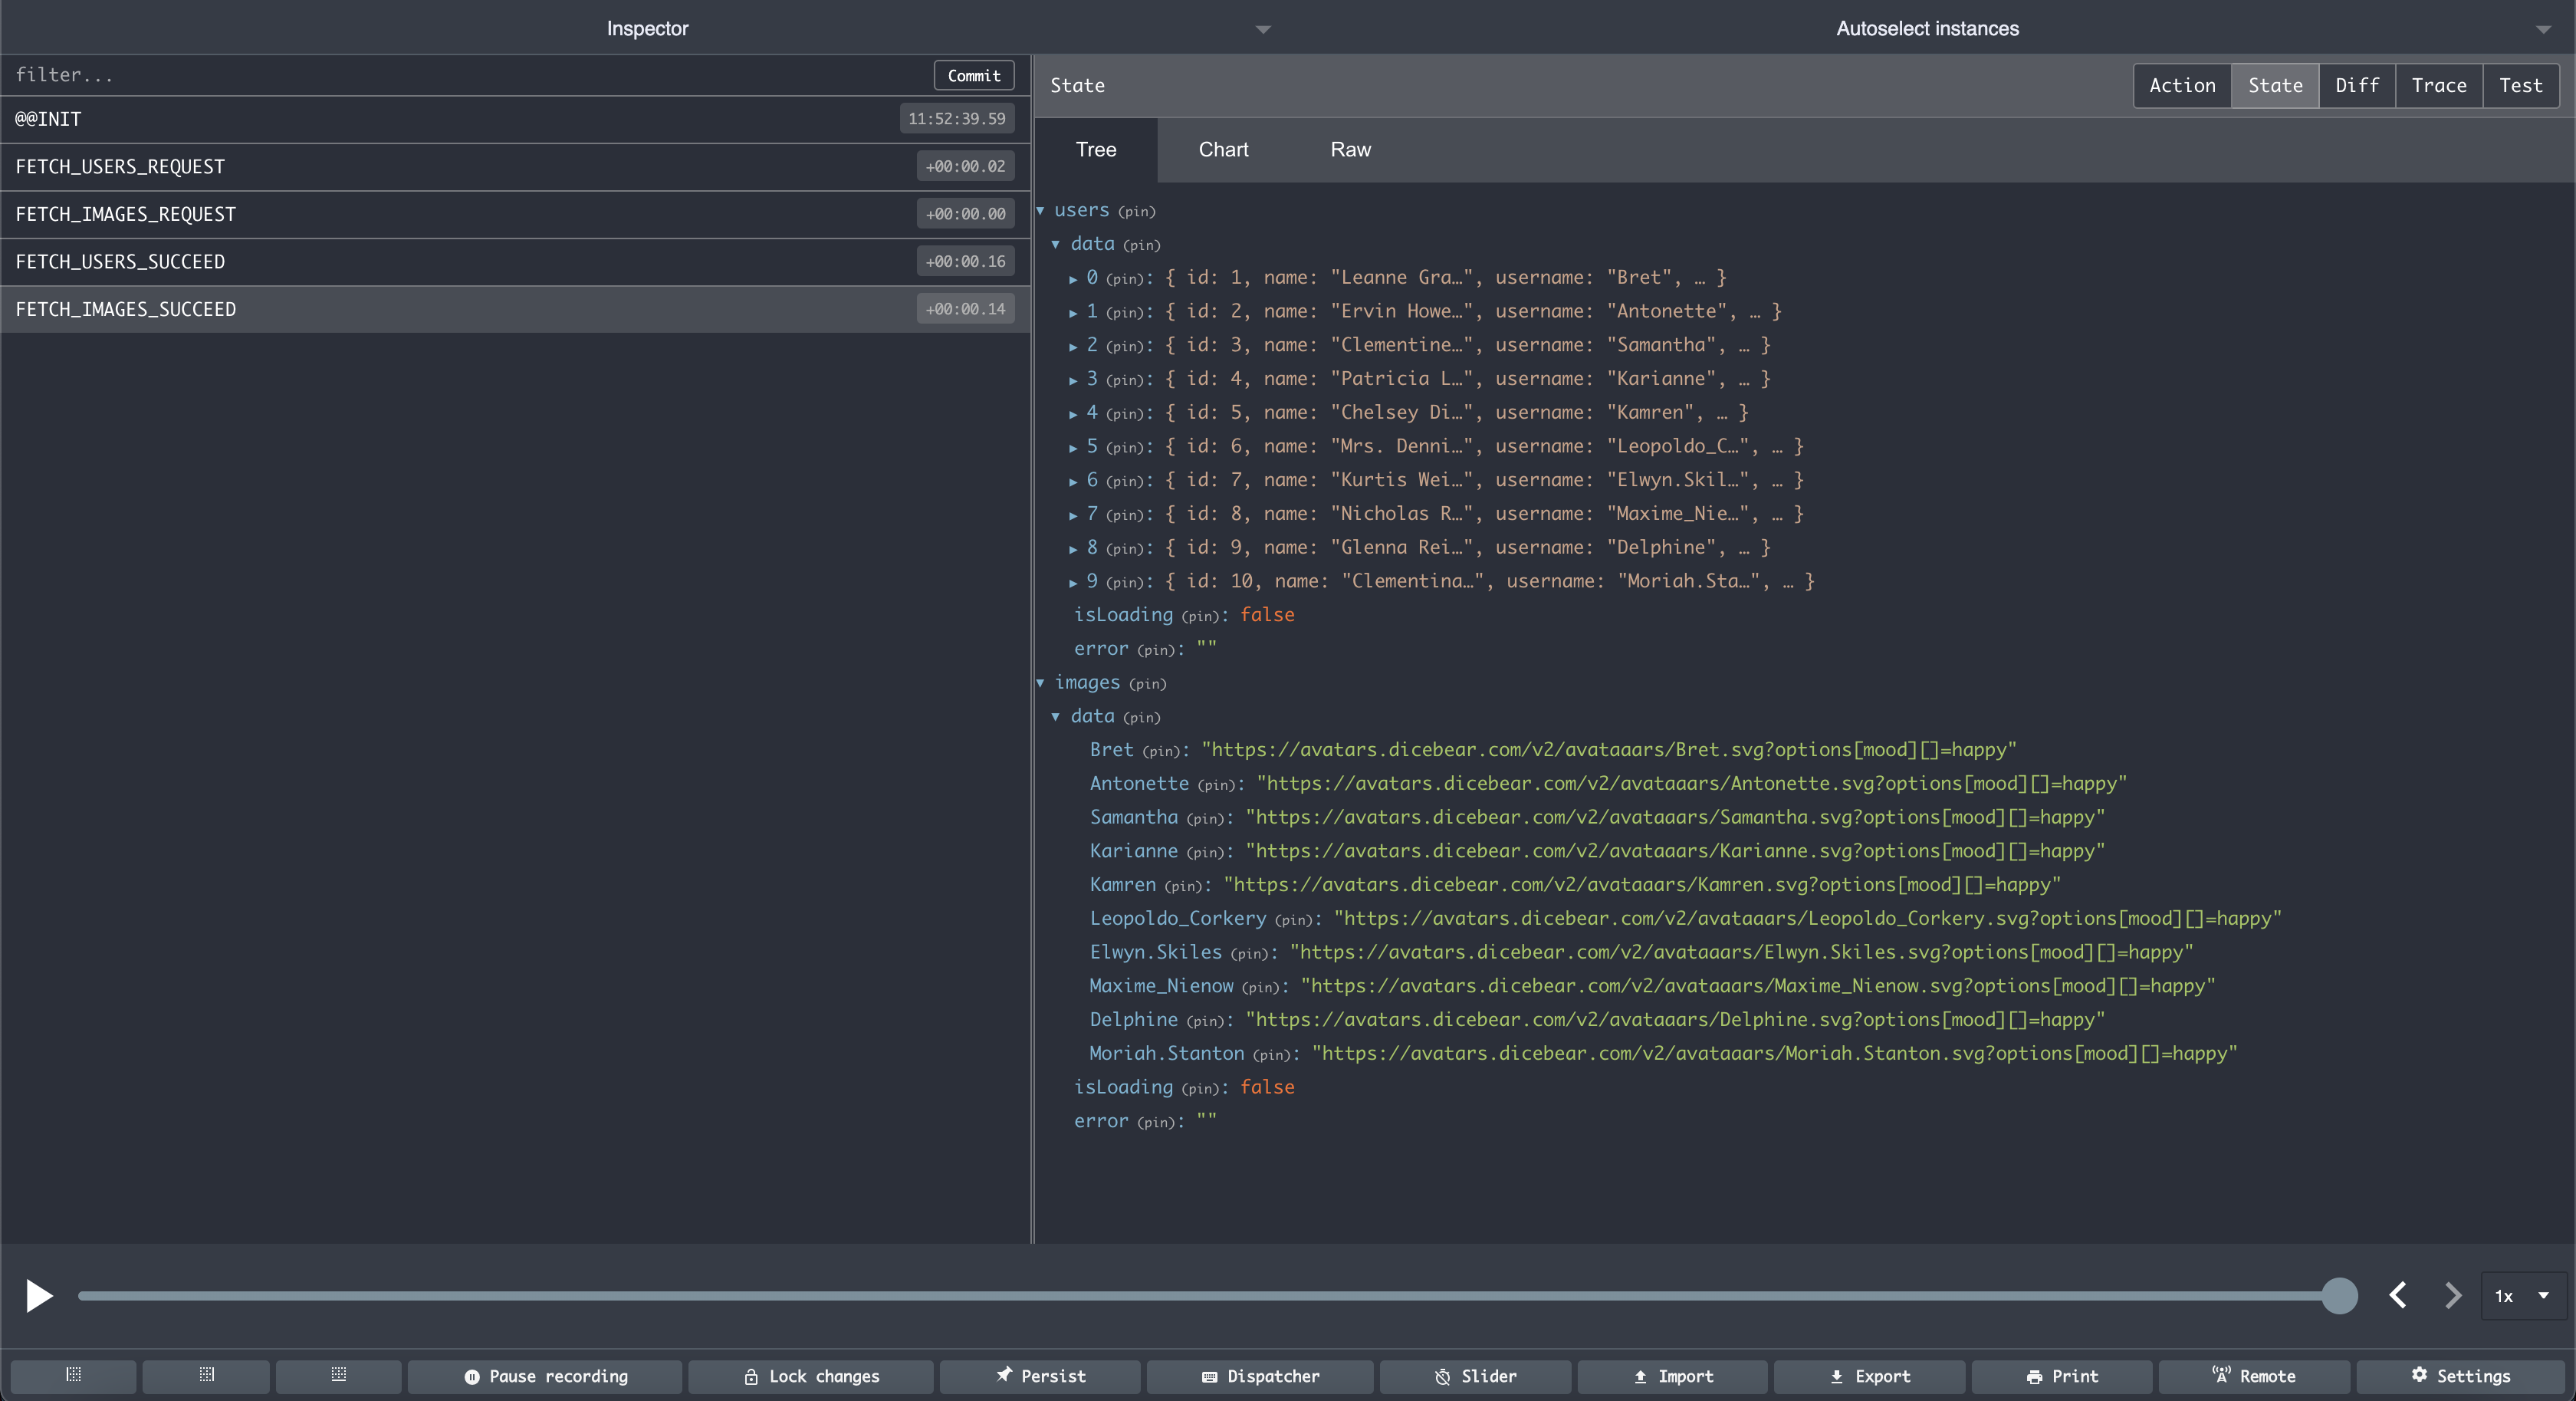 Inspector
Autoselect instances
filter...
Commit
@@INIT
11:52:39.59
FETCH_USERS_REQUEST
+00:00.02
FETCH_IMAGES_REQUEST
+00:00.00
FETCH_USERS_SUCCEED
+00:00.16
FETCH_IMAGES_SUCCEED
+00:00.14
State
Action State Diff Trace Test
Tree Chart Raw
users (pin)
data (pin)
0 (pin): { id: 1, name: "Leanne Gra…", username: "Bret", … }
1 (pin): { id: 2, name: "Ervin Howe…", username: "Antonette", … }
2 (pin): { id: 3, name: "Clementine…", username: "Samantha", … }
3 (pin): { id: 4, name: "Patricia L…", username: "Karianne", … }
4 (pin): { id: 5, name: "Chelsey Di…", username: "Kamren", … }
5 (pin): { id: 6, name: "Mrs. Denni…", username: "Leopoldo_C…", … }
6 (pin): { id: 7, name: "Kurtis Wei…", username: "Elwyn.Skil…", … }
7 (pin): { id: 8, name: "Nicholas R…", username: "Maxime_Nie…", … }
8 (pin): { id: 9, name: "Glenna Rei…", username: "Delphine", … }
9 (pin): { id: 10, name: "Clementina…", username: "Moriah.Sta…", … }
isLoading (pin): false
error (pin): ""
images (pin)
data (pin)
Bret (pin): "https://avatars.dicebear.com/v2/avataaars/Bret.svg?options[mood][]=happy"
Antonette (pin): "https://avatars.dicebear.com/v2/avataaars/Antonette.svg?options[mood][]=happy"
Samantha (pin): "https://avatars.dicebear.com/v2/avataaars/Samantha.svg?options[mood][]=happy"
Karianne (pin): "https://avatars.dicebear.com/v2/avataaars/Karianne.svg?options[mood][]=happy"
Kamren (pin): "https://avatars.dicebear.com/v2/avataaars/Kamren.svg?options[mood][]=happy"
Leopoldo_Corkery (pin): "https://avatars.dicebear.com/v2/avataaars/Leopoldo_Corkery.svg?options[mood][]=happy"
Elwyn.Skiles (pin): "https://avatars.dicebear.com/v2/avataaars/Elwyn.Skiles.svg?options[mood][]=happy"
Maxime_Nienow (pin): "https://avatars.dicebear.com/v2/avataaars/Maxime_Nienow.svg?options[mood][]=happy"
Delphine (pin): "https://avatars.dicebear.com/v2/avataaars/Delphine.svg?options[mood][]=happy"
Moriah.Stanton (pin): "https://avatars.dicebear.com/v2/avataaars/Moriah.Stanton.svg?options[mood][]=happy"
isLoading (pin): false
error (pin): ""
1x
Pause recording
Lock changes
Persist
Dispatcher
Slider
Import
Export
Print
Remote
Settings